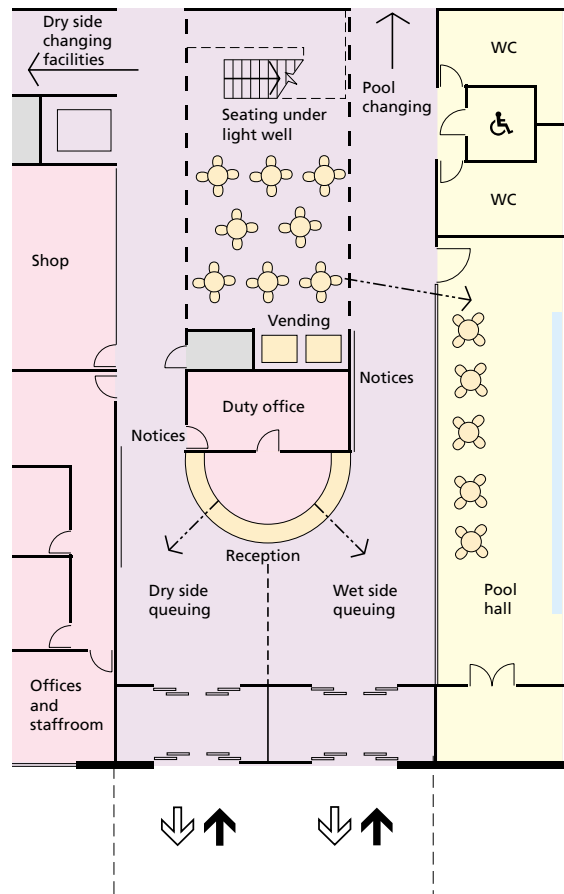 Dry side
changing
facilities
WC
Pool
changing
Seating under
light well
WC
Shop
Vending
Notices
Duty office
Notices
Reception
Dry side
queuing
Wet side
queuing
Pool
hall
Offices
and
staffroom